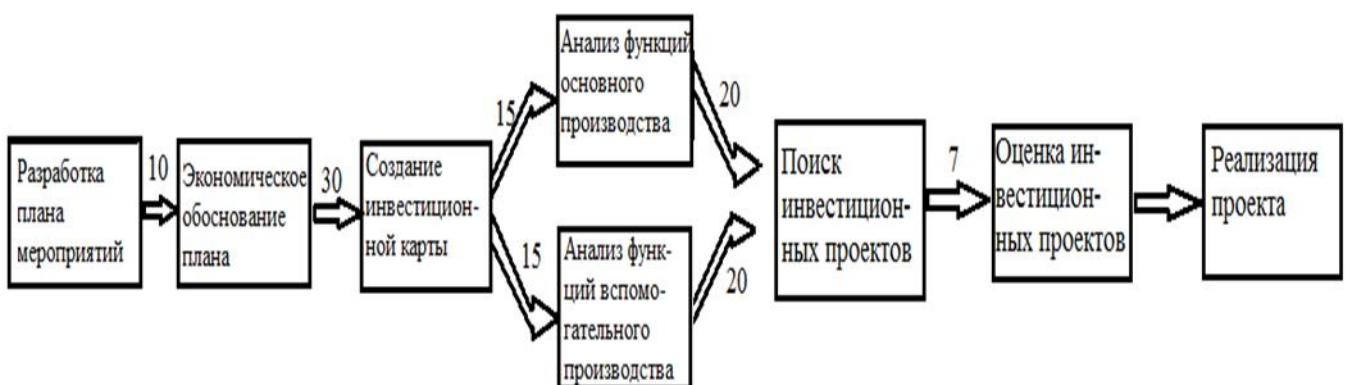 Разработка
плана
мероприятий
10
Экономическое
обоснование
плана
30
Создание
инвестицион-
ной карты
15
Анализ функций
основного
производства
20
15
Анализ функ-
ций вспомо-
гательного
производства
20
Поиск
инвестицион-
ных проектов
7
Оценка ин-
вестицион-
ных проектов
Реализация
проекта